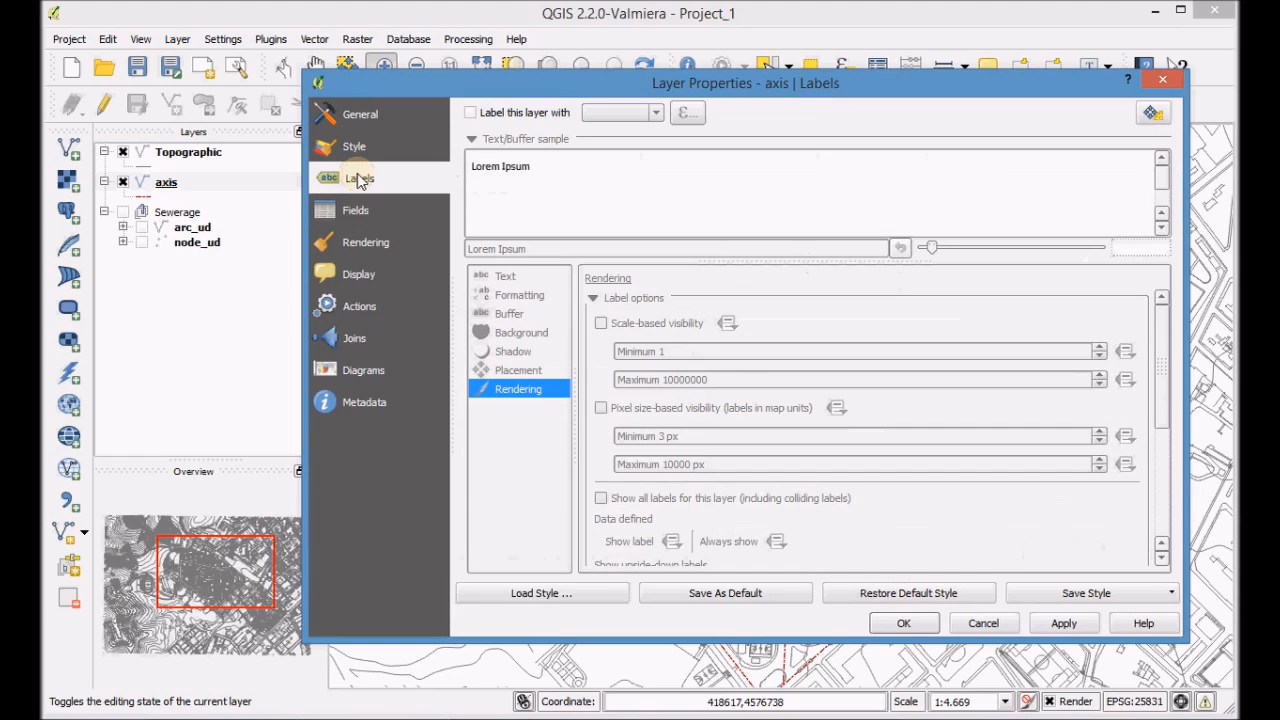 QGIS 2.2.0-Valmiera - Project_1
Project Edit View Layer Settings Plugins Vector Raster Database Processing Help
Layer Properties - axis | Labels
Layers
Topographic
axis
Sewerage
arc_ud
node_ud
Overview
General
Style
Labels
Fields
Rendering
Display
Actions
Joins
Diagrams
Metadata
Label this layer with
Text/Buffer sample
Lorem Ipsum
Lorem Ipsum
Text
Formatting
Buffer
Background
Shadow
Placement
Rendering
Rendering
Label options
Scale-based visibility
Minimum 1
Maximum 10000000
Pixel size-based visibility (labels in map units)
Minimum 3 px
Maximum 10000 px
Show all labels for this layer (including colliding labels)
Data defined
Show label Always show
Show upside-down labels
Load Style ... Save As Default Restore Default Style Save Style
OK Cancel Apply Help
Toggles the editing state of the current layer Coordinate: 418617,4576738 Scale 1:4.669 Render EPSG:25831